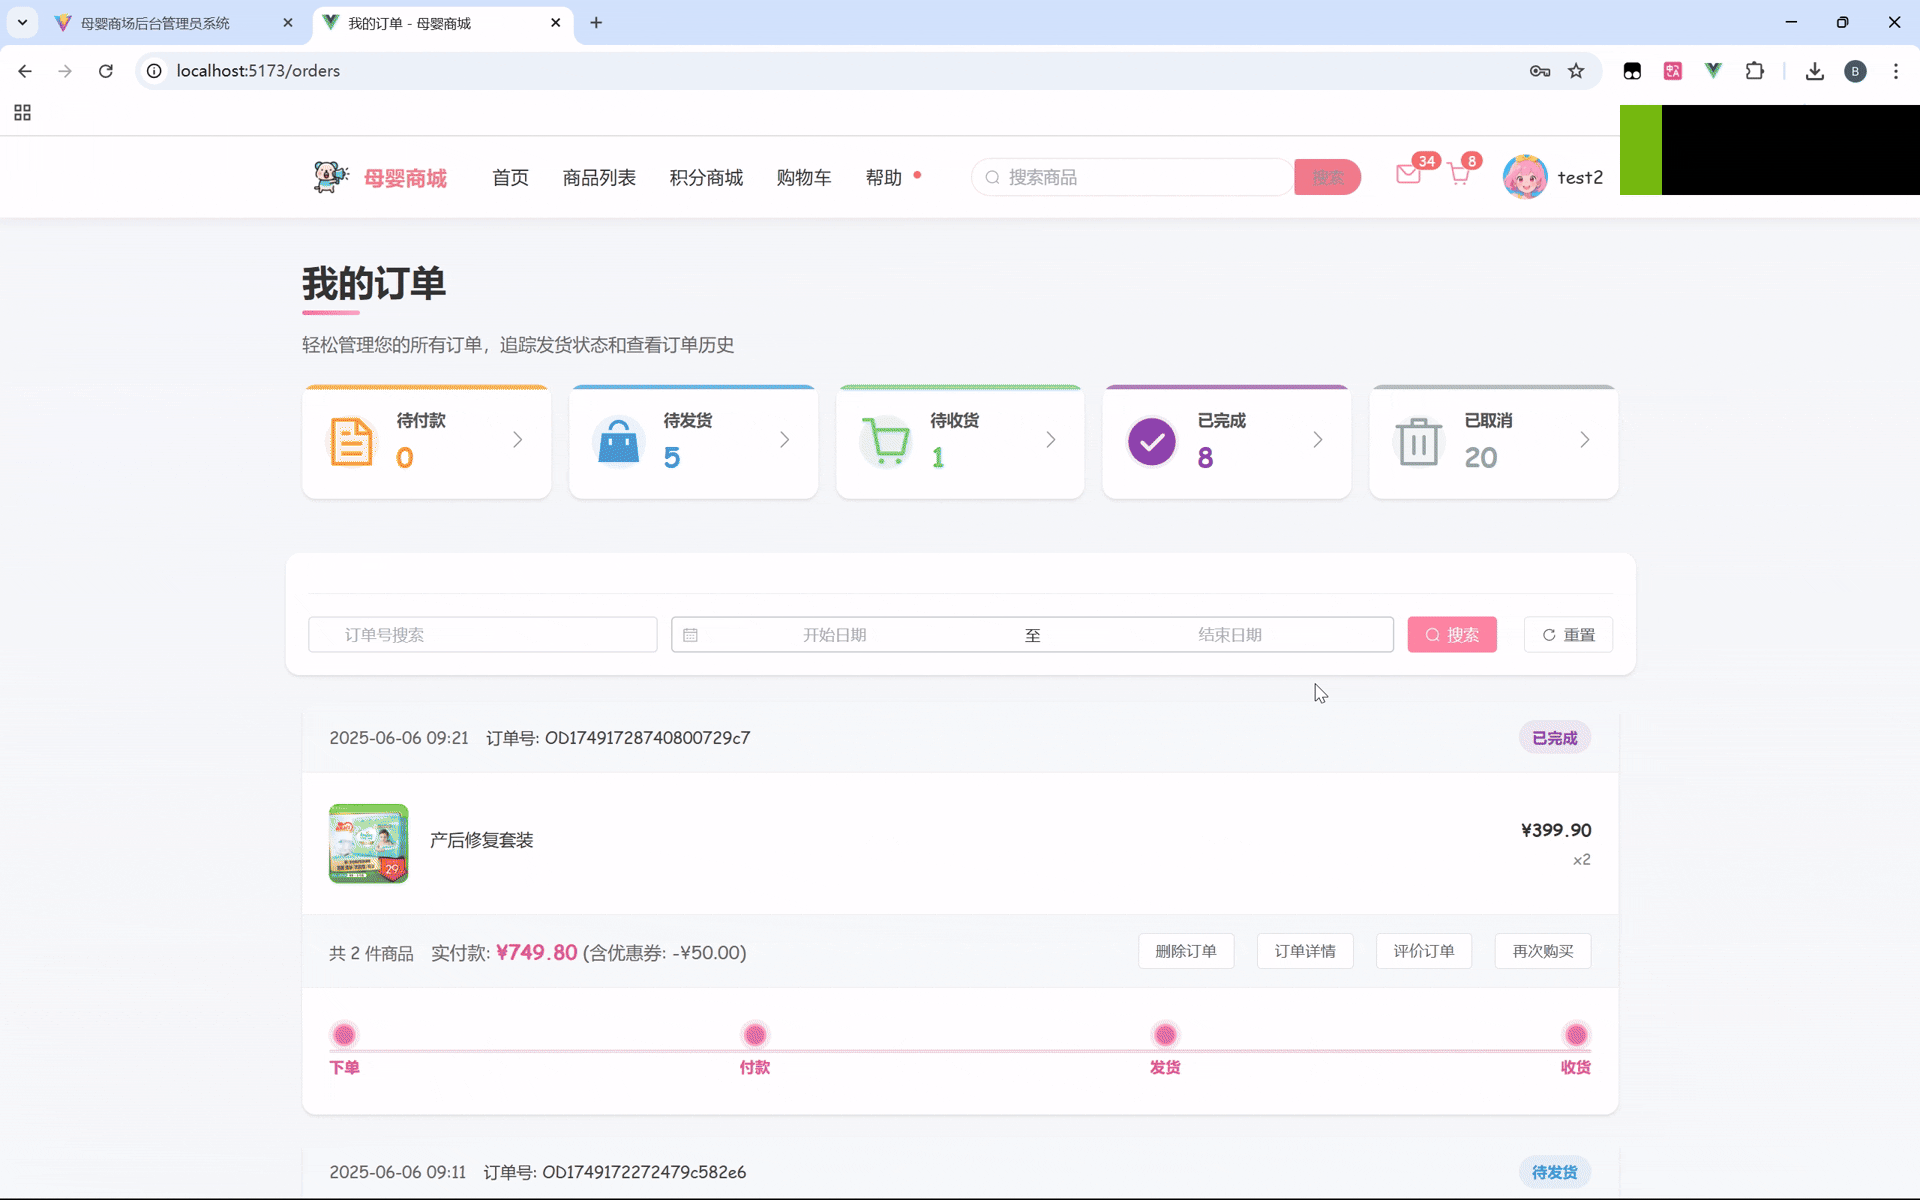 母婴商场后台管理员系统
我的订单 - 母婴商城
localhost:5173/orders
B
母婴商城
首页
商品列表
积分商城
购物车
帮助
搜索商品
搜索
34
8
test2
我的订单
轻松管理您的所有订单，追踪发货状态和查看订单历史
待付款
0
待发货
5
待收货
1
已完成
8
已取消
20
订单号搜索
开始日期
至
结束日期
搜索
重置
2025-06-06 09:21
订单号: OD17491728740800729c7
已完成
29
产后修复套装
¥399.90
x2
共 2 件商品
实付款: ¥749.80 (含优惠券: -¥50.00)
删除订单
订单详情
评价订单
再次购买
下单
付款
发货
收货
2025-06-06 09:11
订单号: OD1749172272479c582e6
待发货